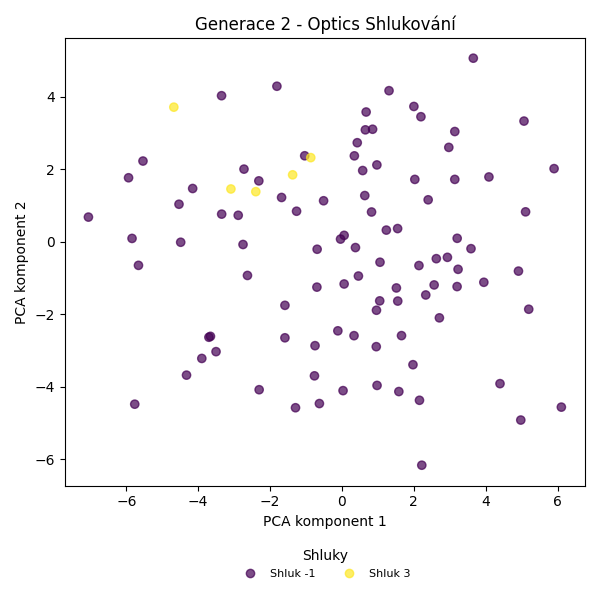 Generace 2 - Optics Shlukování
4
2
0
−2
−4
−6
PCA komponent 2
−6 −4 −2 0 2 4 6
PCA komponent 1
Shluky
Shluk -1 Shluk 3